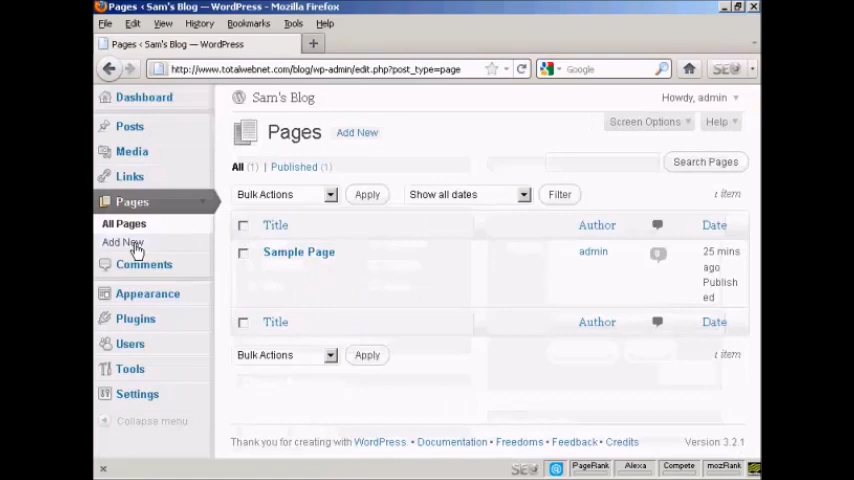 Pages ‹ Sam's Blog — WordPress - Mozilla Firefox
File Edit View History Bookmarks Tools Help
Pages ‹ Sam's Blog — WordPress +
http://www.totalwebnet.com/blog/wp-admin/edit.php?post_type=page Google SEO
Dashboard
Posts
Media
Links
Pages
All Pages
Add New
Comments
Appearance
Plugins
Users
Tools
Settings
Collapse menu
Sam's Blog Howdy, admin
Pages Add New Screen Options Help
All (1) | Published (1) Search Pages
Bulk Actions Apply Show all dates Filter 1 item
Title Author Date
Sample Page admin 0 25 mins
ago
Publish
ed
Title Author Date
Bulk Actions Apply 1 item
Thank you for creating with WordPress. • Documentation • Freedoms • Feedback • Credits Version 3.2.1
× SEO @ PageRank Alexa Compete mozRank